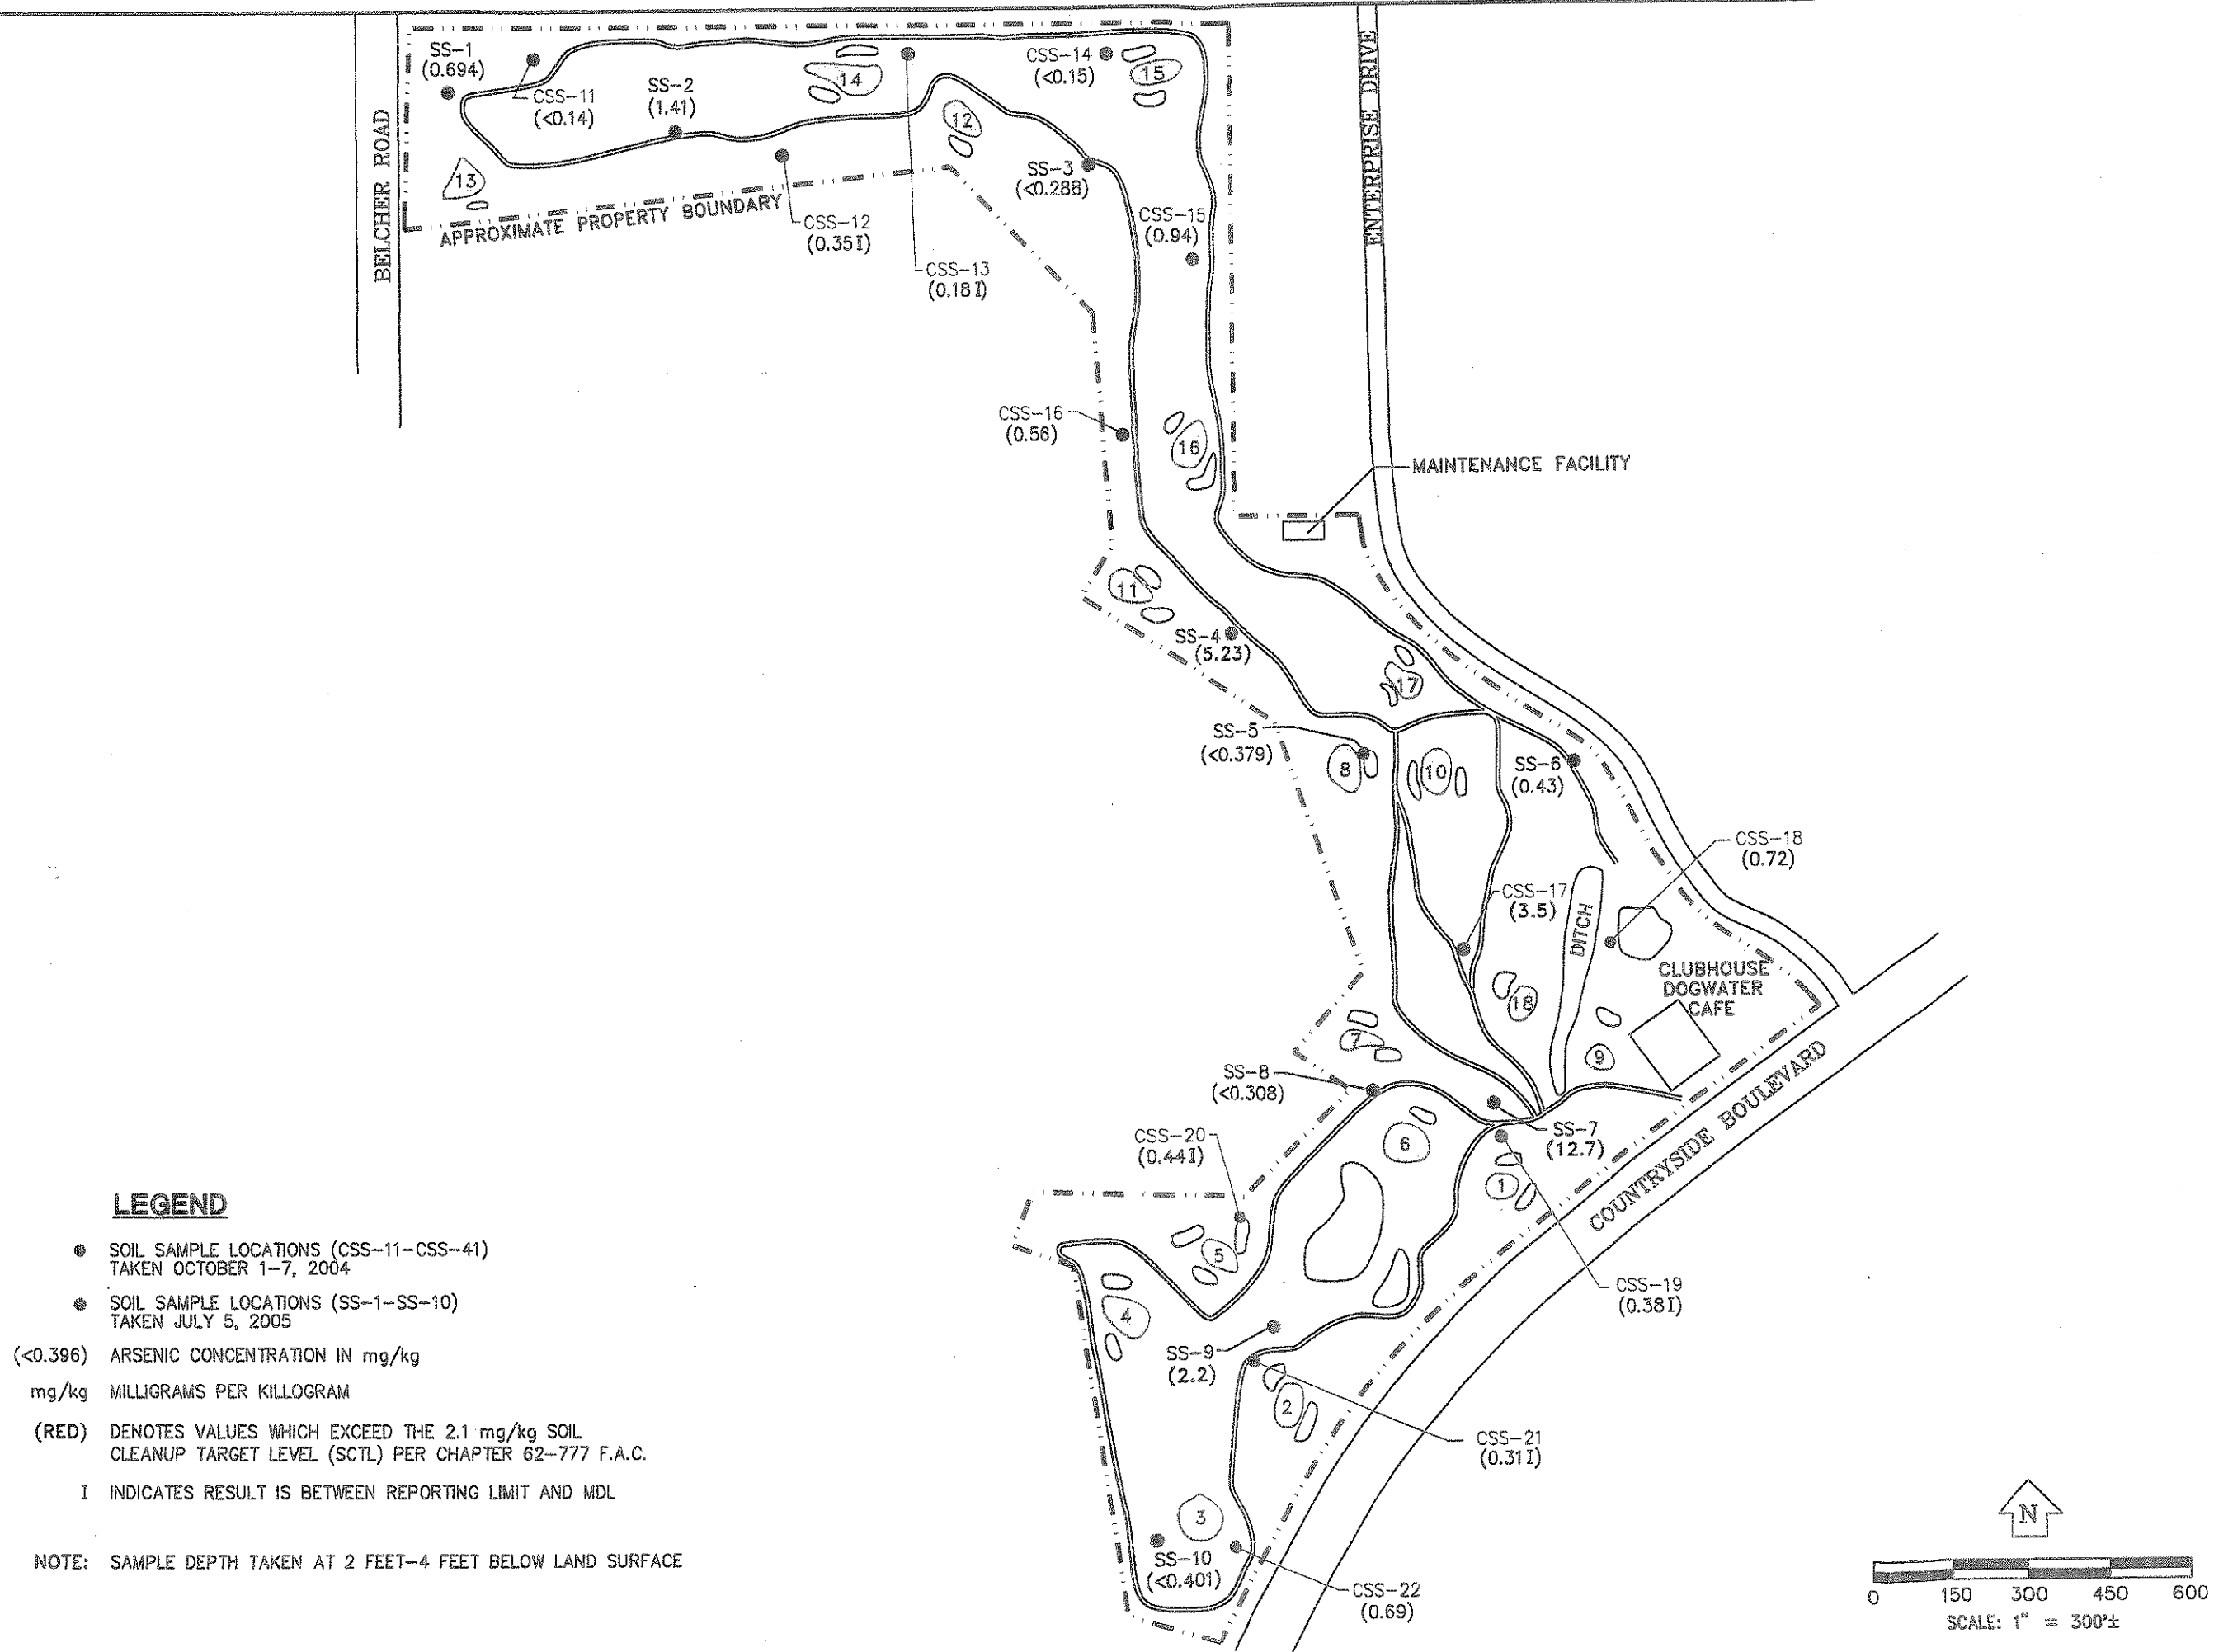 SS-1
(0.694)
CSS-11
(<0.14)
SS-2
(1.41)
14
CSS-14
(<0.15)
15
12
13
SS-3
(<0.288)
CSS-15
(0.94)
BELCHER ROAD
ENTERPRISE DRIVE
APPROXIMATE PROPERTY BOUNDARY
CSS-12
(0.35I)
CSS-13
(0.18I)
CSS-16
(0.56)
16
MAINTENANCE FACILITY
11
SS-4
(5.23)
17
SS-5
(<0.379)
8
10
SS-6
(0.43)
CSS-18
(0.72)
CSS-17
(3.5)
DITCH
CLUBHOUSE
DOGWATER
CAFE
18
7
9
SS-8
(<0.308)
SS-7
(12.7)
COUNTRYSIDE BOULEVARD
CSS-20
(0.44I)
6
1
5
4
CSS-19
(0.38I)
SS-9
(2.2)
2
CSS-21
(0.31I)
3
SS-10
(<0.401)
CSS-22
(0.69)
LEGEND
SOIL SAMPLE LOCATIONS (CSS-11-CSS-41)
TAKEN OCTOBER 1-7, 2004
SOIL SAMPLE LOCATIONS (SS-1-SS-10)
TAKEN JULY 5, 2005
(<0.396) ARSENIC CONCENTRATION IN mg/kg
mg/kg MILLIGRAMS PER KILLOGRAM
(RED) DENOTES VALUES WHICH EXCEED THE 2.1 mg/kg SOIL
CLEANUP TARGET LEVEL (SCTL) PER CHAPTER 62-777 F.A.C.
I INDICATES RESULT IS BETWEEN REPORTING LIMIT AND MDL
NOTE: SAMPLE DEPTH TAKEN AT 2 FEET-4 FEET BELOW LAND SURFACE
N
0 150 300 450 600
SCALE: 1" = 300'±